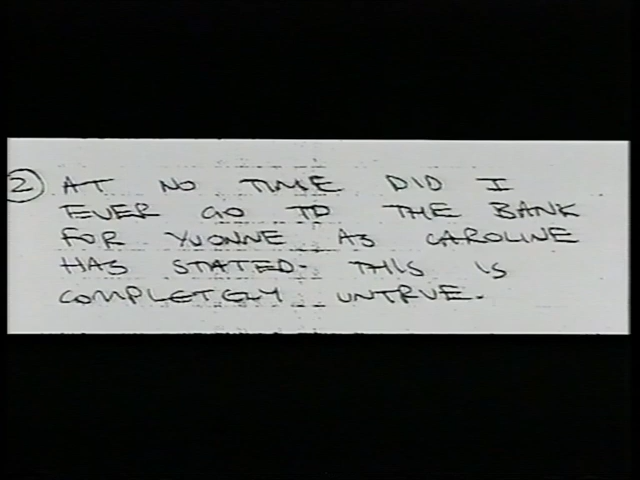 ② AT NO TIME DID I
EVER GO TO THE BANK
FOR YVONNE AS CAROLINE
HAS STATED. THIS IS
COMPLETELY UNTRUE.